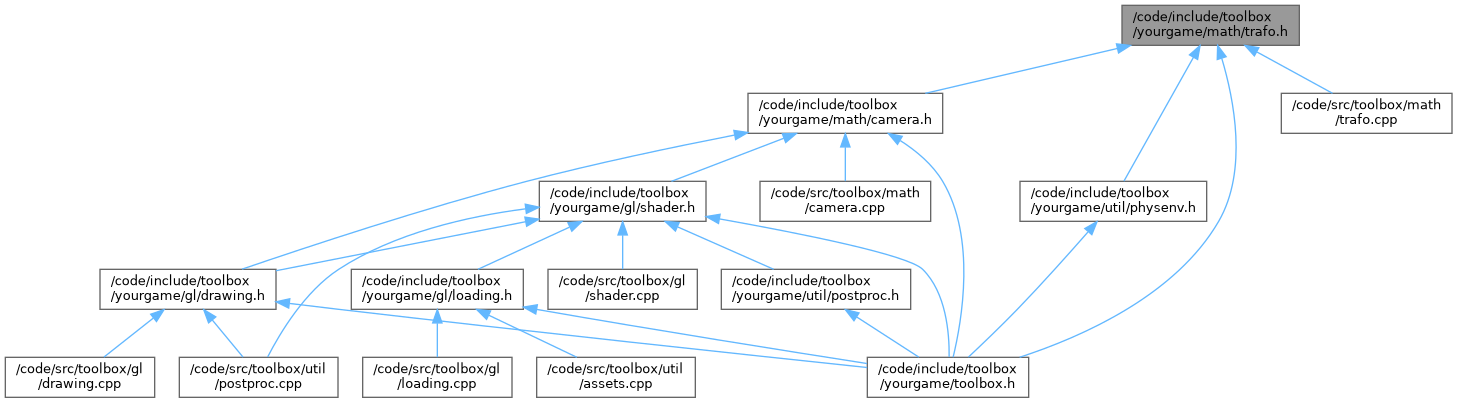 /code/include/toolbox
/yourgame/math/trafo.h
/code/include/toolbox
/yourgame/math/camera.h
/code/src/toolbox/math
/trafo.cpp
/code/include/toolbox
/yourgame/gl/shader.h
/code/src/toolbox/math
/camera.cpp
/code/include/toolbox
/yourgame/util/physenv.h
/code/include/toolbox
/yourgame/gl/drawing.h
/code/include/toolbox
/yourgame/gl/loading.h
/code/src/toolbox/gl
/shader.cpp
/code/include/toolbox
/yourgame/util/postproc.h
/code/src/toolbox/gl
/drawing.cpp
/code/src/toolbox/util
/postproc.cpp
/code/src/toolbox/gl
/loading.cpp
/code/src/toolbox/util
/assets.cpp
/code/include/toolbox
/yourgame/toolbox.h